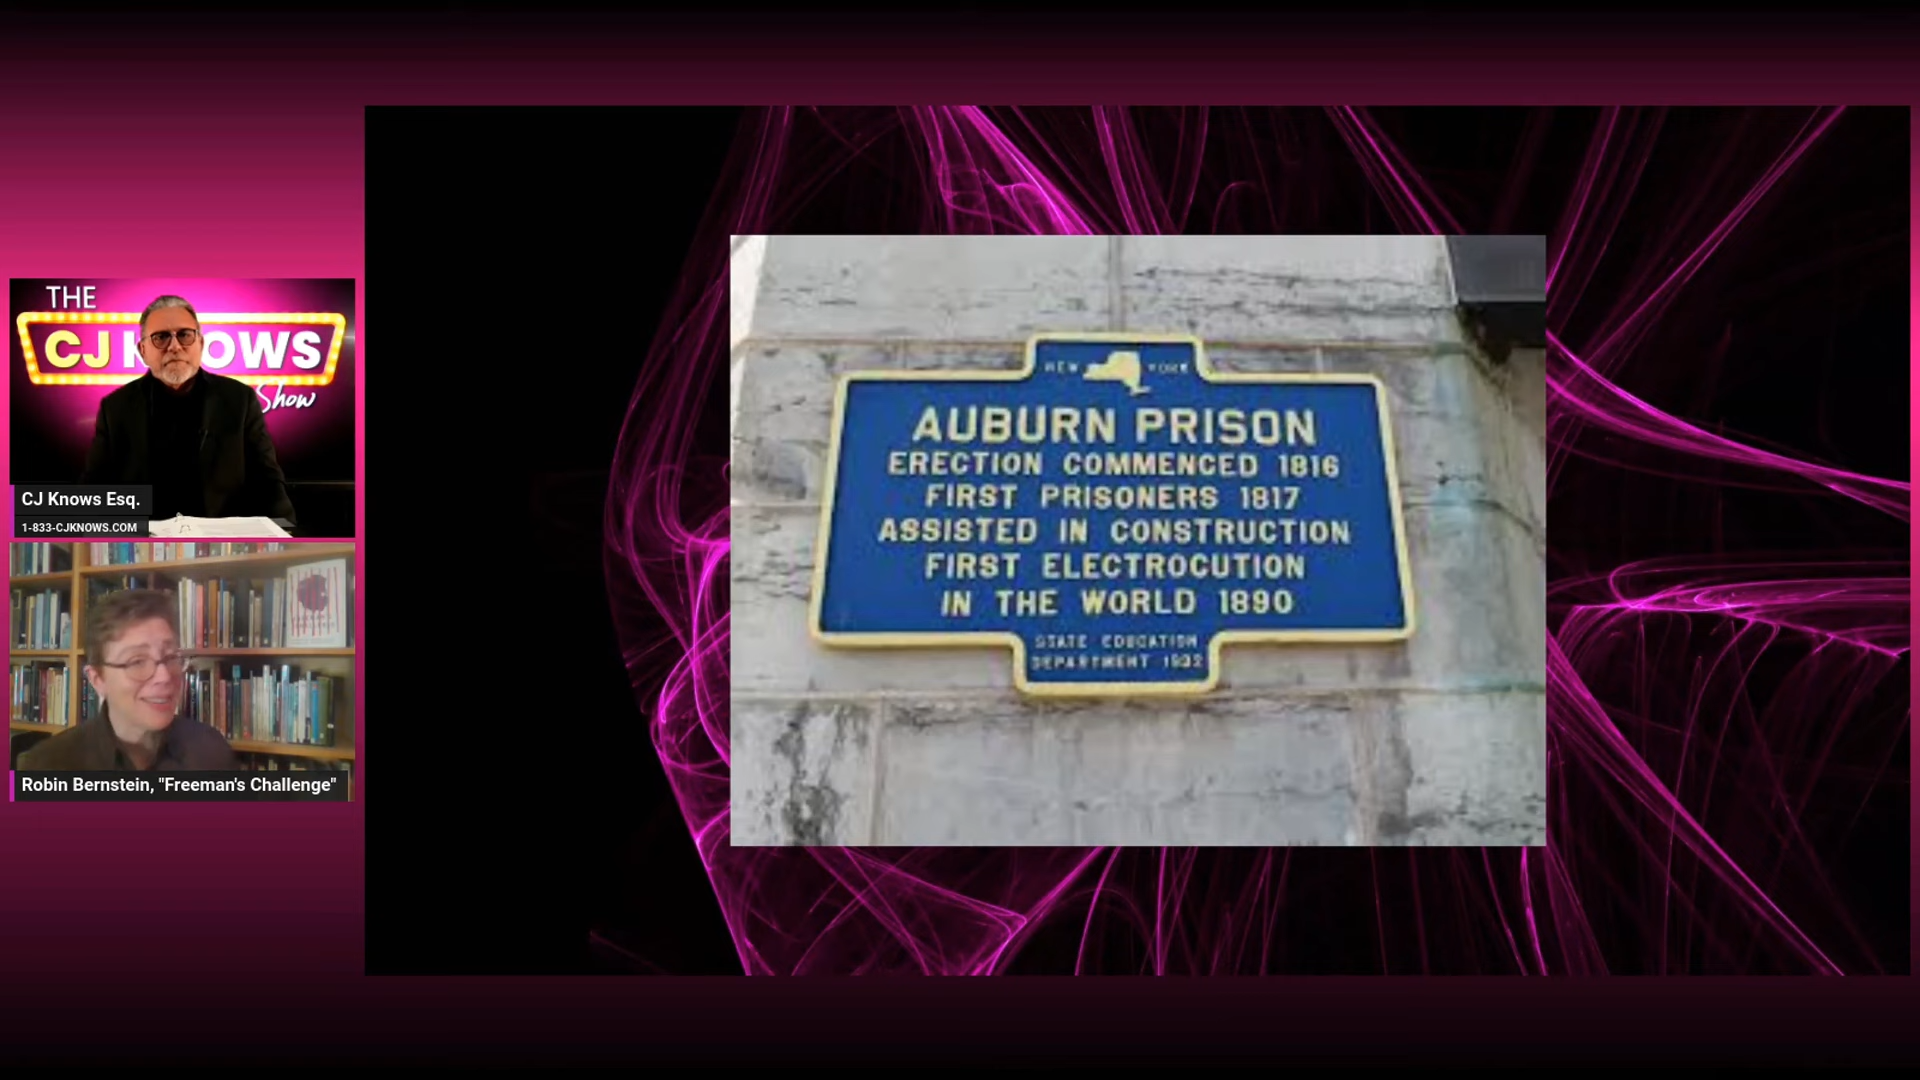 THE
CJ KNOWS
Show
CJ Knows Esq.
1-833-CJKNOWS.COM
Robin Bernstein, "Freeman's Challenge"
NEW YORK
AUBURN PRISON
ERECTION COMMENCED 1816
FIRST PRISONERS 1817
ASSISTED IN CONSTRUCTION
FIRST ELECTROCUTION
IN THE WORLD 1890
STATE EDUCATION
DEPARTMENT 1932